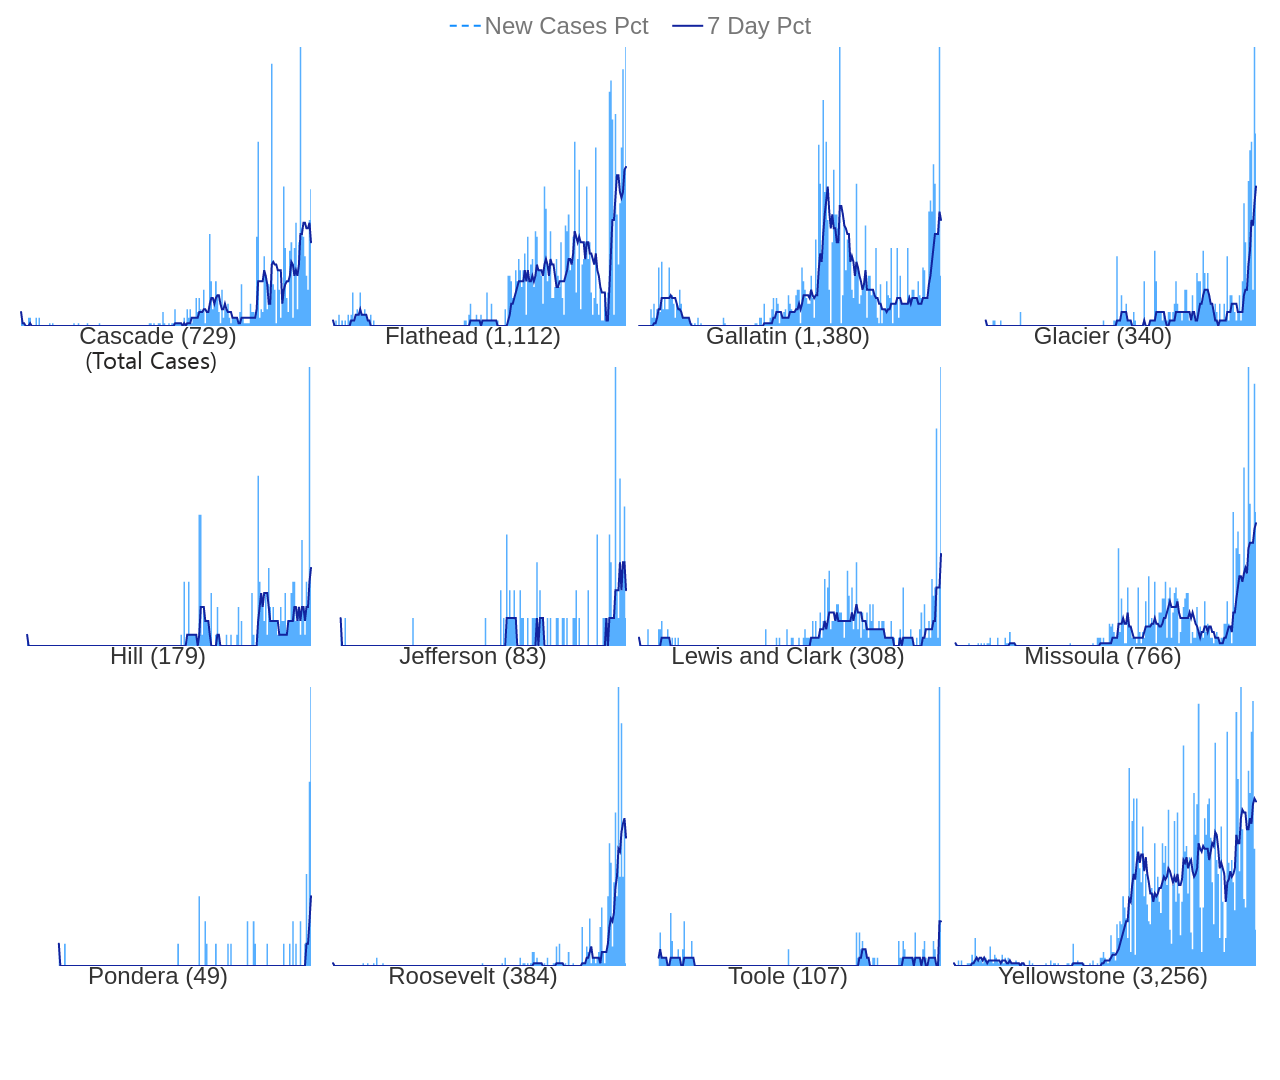 New Cases Pct 7 Day Pct
Cascade (729) Flathead (1,112) Gallatin (1,380) Glacier (340)
(Total Cases)
Hill (179) Jefferson (83) Lewis and Clark (308) Missoula (766)
Pondera (49) Roosevelt (384) Toole (107) Yellowstone (3,256)